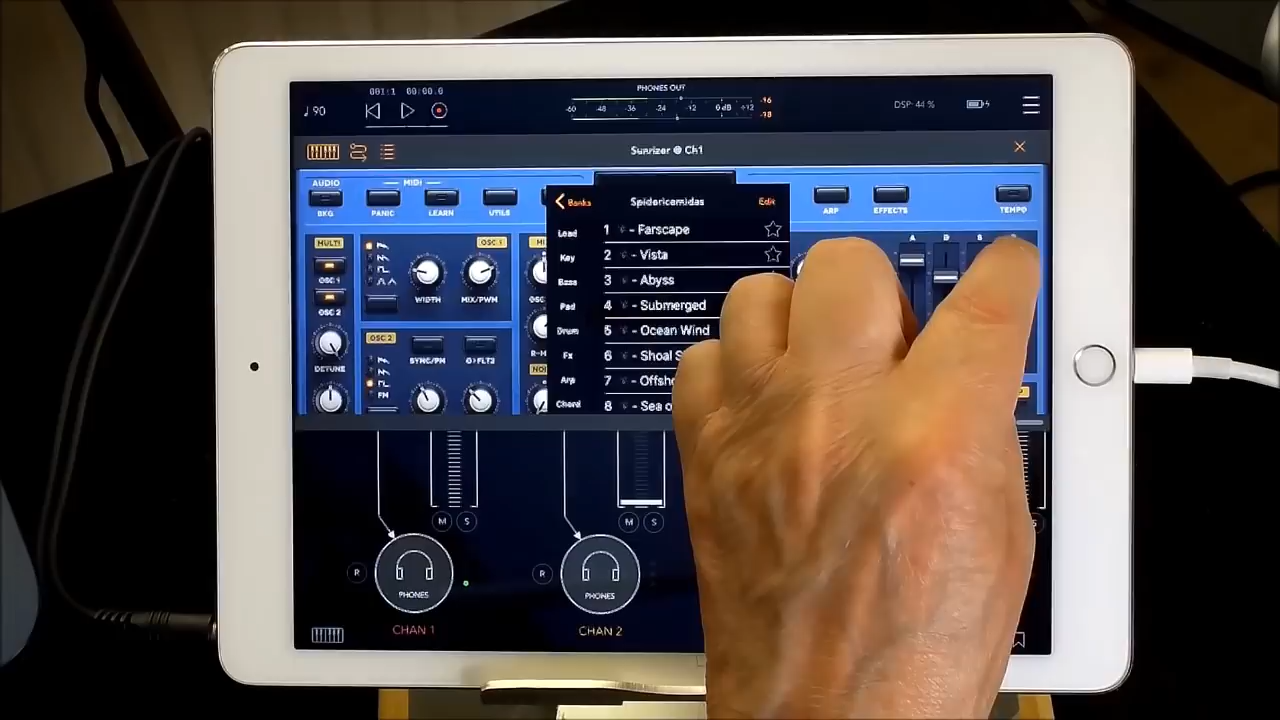 PHONES OUT
001:1 00:00.0
♩90
-60 -48 -36 -24 -12 0 dB +12
-16
-18
DSP: 44 %
Sunrizer @ Ch1
AUDIO
MIDI
BKG
PANIC
LEARN
UTILS
ARP
EFFECTS
TEMPO
Banks
Spidericemidas
Edit
Lead
1 - Farscape
Key
2 - Vista
Bass
3 - Abyss
Pad
4 - Submerged
Drum
5 - Ocean Wind
Fx
6 - Shoal S
Arp
7 - Offsh
Chord
8 - Sea o
MULTI
OSC 1
OSC 2
DETUNE
OSC 1
WIDTH
MIX/PWM
OSC 2
SYNC/PM
FM
A
D
S
M
S
M
S
R
PHONES
CHAN 1
R
PHONES
CHAN 2